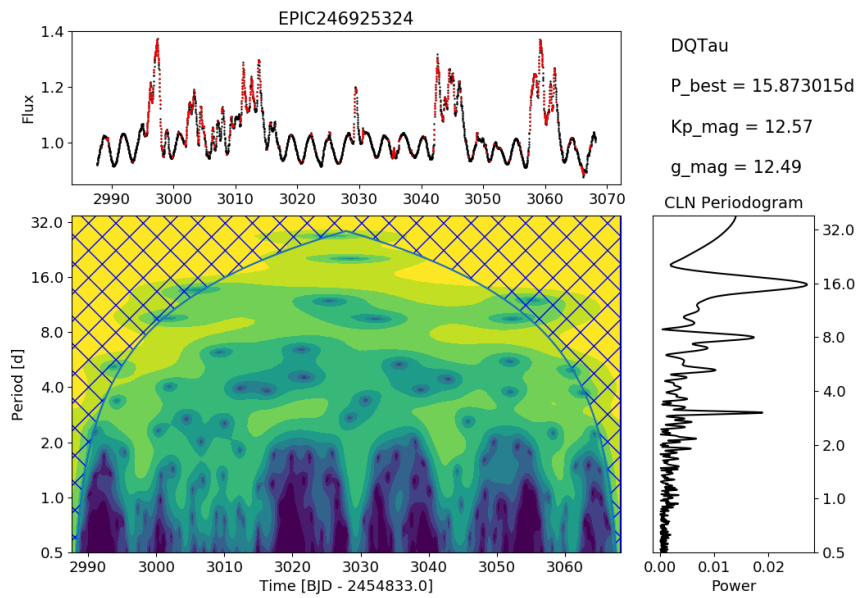 EPIC246925324
DQTau
P_best = 15.873015d
Kp_mag = 12.57
g_mag = 12.49
Flux
1.4
1.2
1.0
2990 3000 3010 3020 3030 3040 3050 3060 3070
CLN Periodogram
Period [d]
32.0
16.0
8.0
4.0
2.0
1.0
0.5
2990 3000 3010 3020 3030 3040 3050 3060
Time [BJD - 2454833.0]
32.0
16.0
8.0
4.0
2.0
1.0
0.5
0.00 0.01 0.02
Power